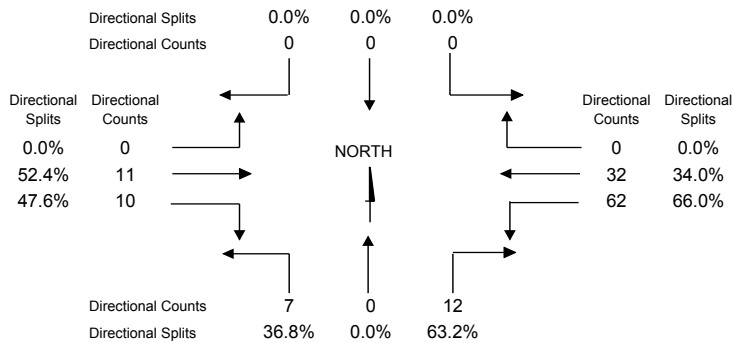 Directional Splits 0.0% 0.0% 0.0%
Directional Counts 0 0 0
Directional Directional Directional Directional
Splits Counts Counts Splits
0.0% 0 0 0.0%
NORTH
52.4% 11 32 34.0%
47.6% 10 62 66.0%
Directional Counts 7 0 12
Directional Splits 36.8% 0.0% 63.2%